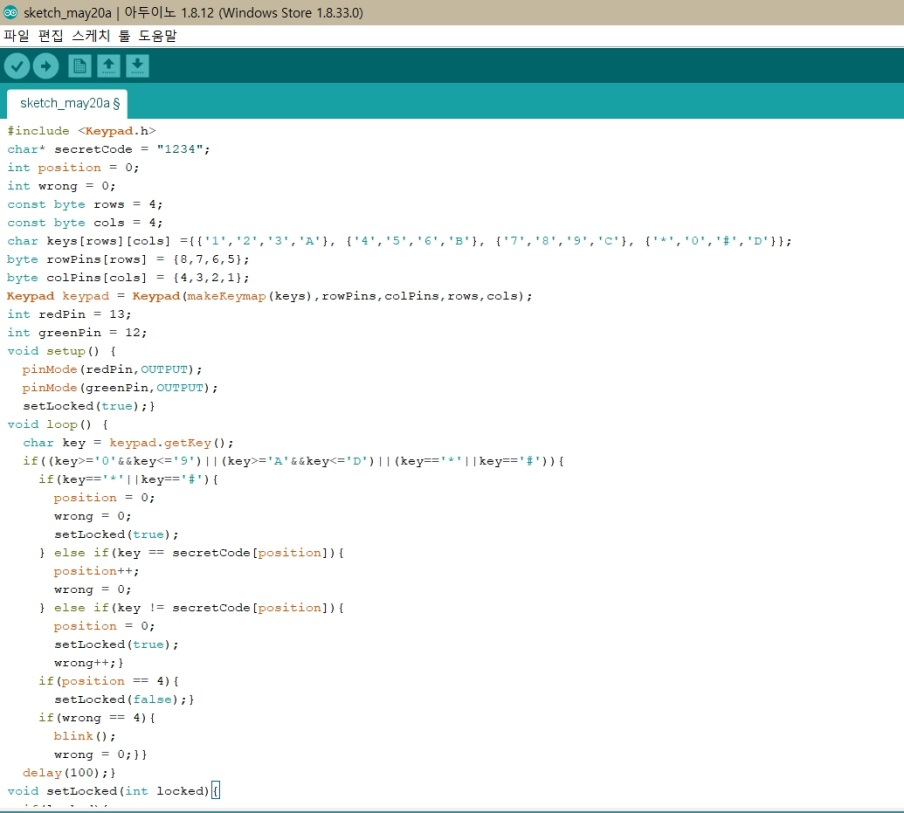 sketch_may20a | 아두이노 1.8.12 (Windows Store 1.8.33.0)
파일 편집 스케치 툴 도움말
sketch_may20a §
#include <Keypad.h>
char* secretCode = "1234";
int position = 0;
int wrong = 0;
const byte rows = 4;
const byte cols = 4;
char keys[rows][cols] ={{'1','2','3','A'}, {'4','5','6','B'}, {'7','8','9','C'}, {'*','0','#','D'}};
byte rowPins[rows] = {8,7,6,5};
byte colPins[cols] = {4,3,2,1};
Keypad keypad = Keypad(makeKeymap(keys),rowPins,colPins,rows,cols);
int redPin = 13;
int greenPin = 12;
void setup() {
  pinMode(redPin,OUTPUT);
  pinMode(greenPin,OUTPUT);
  setLocked(true);}
void loop() {
  char key = keypad.getKey();
  if((key>='0'&&key<='9')||(key>='A'&&key<='D')||(key=='*'||key=='#')){
    if(key=='*'||key=='#'){
      position = 0;
      wrong = 0;
      setLocked(true);
    } else if(key == secretCode[position]){
      position++;
      wrong = 0;
    } else if(key != secretCode[position]){
      position = 0;
      setLocked(true);
      wrong++;}
    if(position == 4){
      setLocked(false);}
    if(wrong == 4){
      blink();
      wrong = 0;}}
  delay(100);}
void setLocked(int locked){